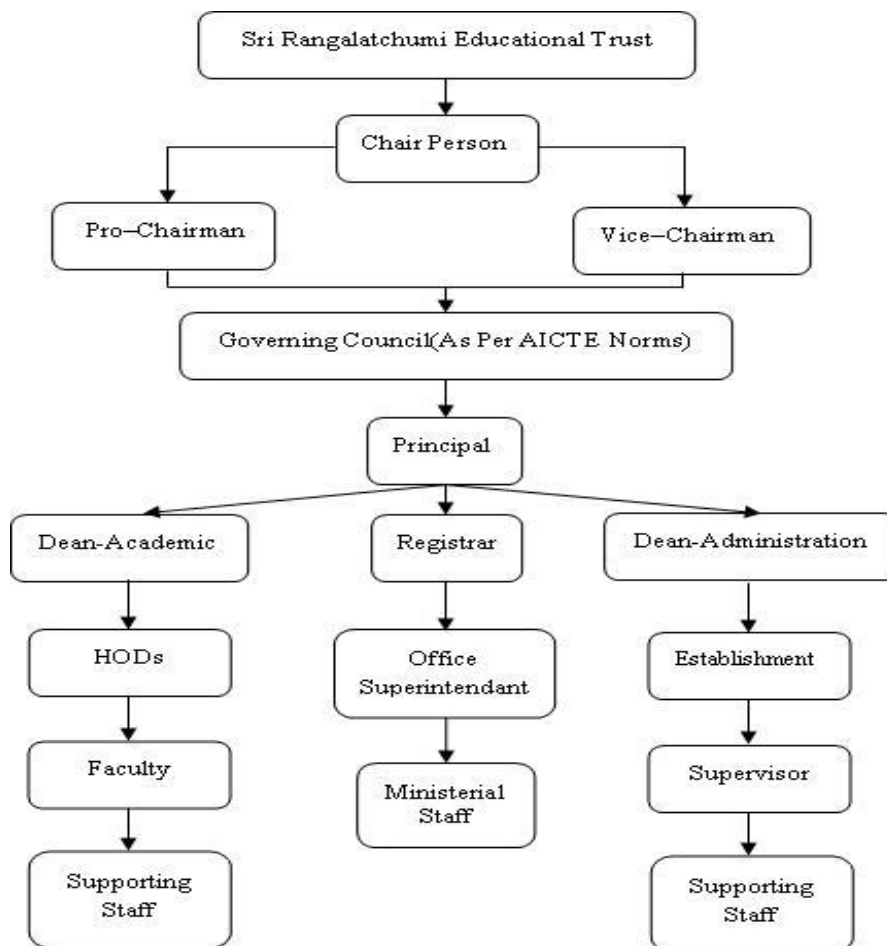 Sri Rangalatchumi Educational Trust
Chair Person
Pro–Chairman
Vice–Chairman
Governing Council(As Per AICTE Norms)
Principal
Dean-Academic
Registrar
Dean-Administration
HODs
Office
Superintendant
Establishment
Faculty
Ministerial
Staff
Supervisor
Supporting
Staff
Supporting
Staff